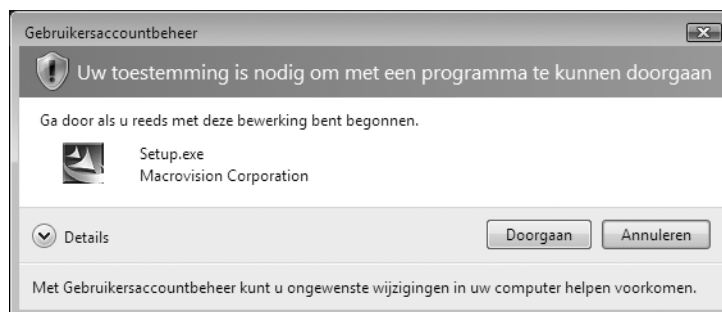 Gebruikersaccountbeheer
Uw toestemming is nodig om met een programma te kunnen doorgaan
Ga door als u reeds met deze bewerking bent begonnen.
Setup.exe
Macrovision Corporation
Details
Doorgaan
Annuleren
Met Gebruikersaccountbeheer kunt u ongewenste wijzigingen in uw computer helpen voorkomen.